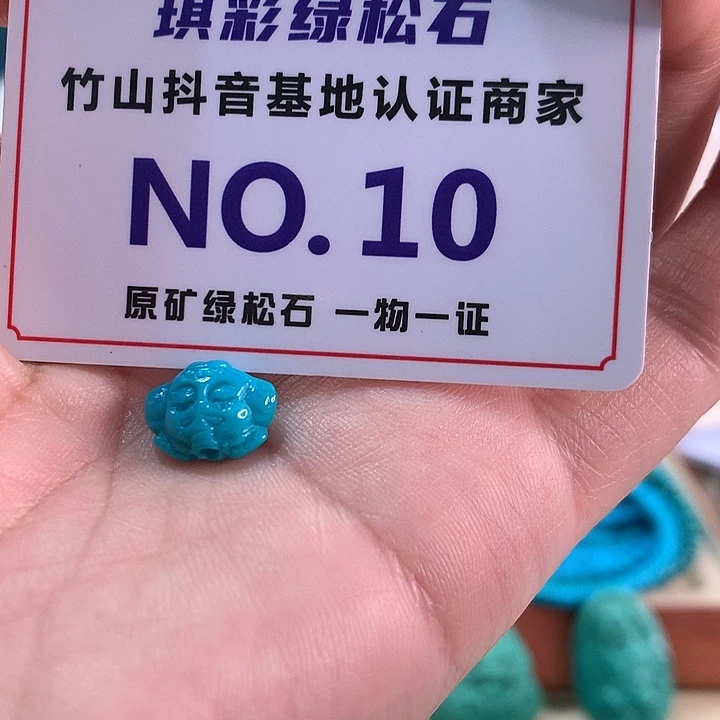 琪彩绿松石
竹山抖音基地认证商家
NO.10
原矿绿松石 一物一证